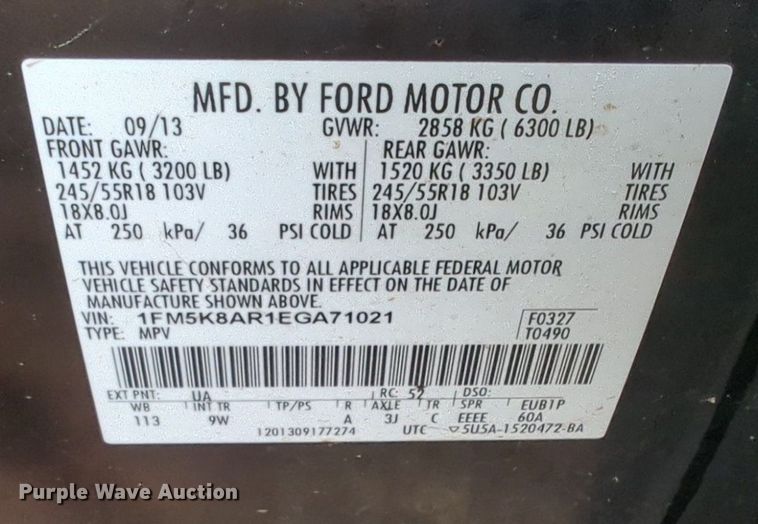 MFD. BY FORD MOTOR CO.
DATE: 09/13 GVWR: 2858 KG ( 6300 LB)
FRONT GAWR: REAR GAWR:
1452 KG ( 3200 LB) WITH 1520 KG ( 3350 LB) WITH
245/55R18 103V TIRES 245/55R18 103V TIRES
18X8.0J RIMS 18X8.0J RIMS
AT 250 kPa/ 36 PSI COLD AT 250 kPa/ 36 PSI COLD
THIS VEHICLE CONFORMS TO ALL APPLICABLE FEDERAL MOTOR
VEHICLE SAFETY STANDARDS IN EFFECT ON THE DATE OF
MANUFACTURE SHOWN ABOVE.
VIN: 1FM5K8AR1EGA71021 F0327
TYPE: MPV T0490
EXT PNT: UA RC: 52 DSO:
WB INT TR TP/PS R AXLE TR SPR EUB1P
113 9W A 3J C EEEE 60A
1201309177274 UTC ▽5U5A-1520472-BA
Purple Wave Auction